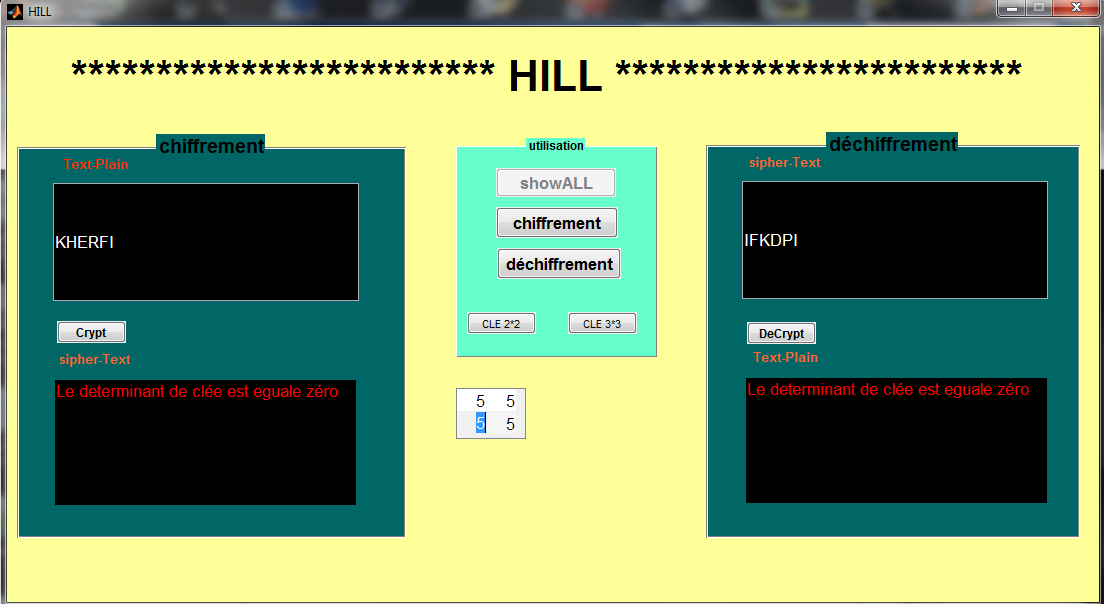 HILL
************************* HILL ************************
chiffrement
Text-Plain
KHERFI
Crypt
sipher-Text
Le determinant de clée est eguale zéro
utilisation
showALL
chiffrement
déchiffrement
CLE 2*2
CLE 3*3
5 5
5 5
déchiffrement
sipher-Text
IFKDPI
DeCrypt
Text-Plain
Le determinant de clée est eguale zéro